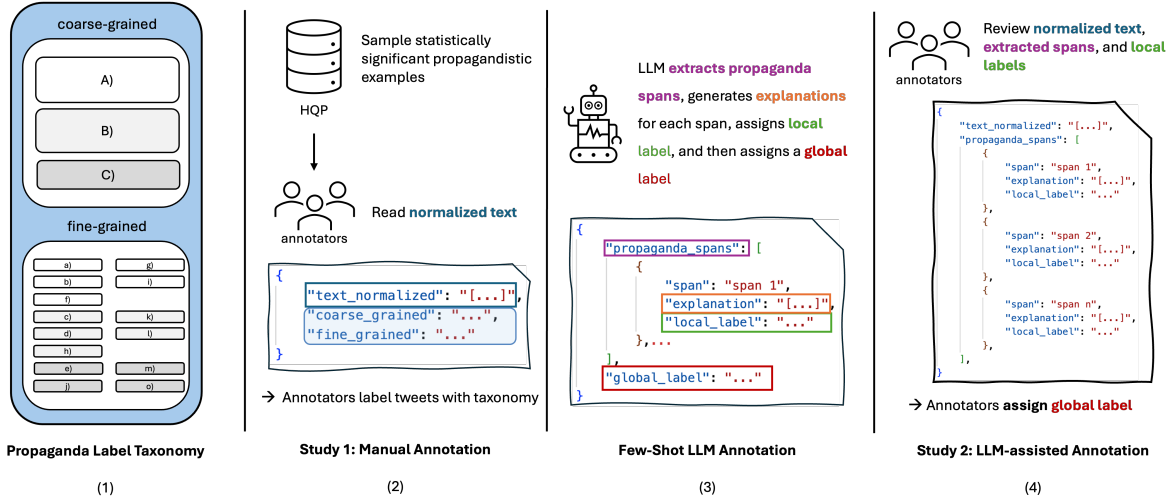 coarse-grained
A)
B)
C)
fine-grained
a) g)
b) i)
f)
c) k)
d) l)
h)
e) m)
j) o)
Propaganda Label Taxonomy
(1)
Sample statistically
significant propagandistic
examples
HQP
Read normalized text
annotators
{
"text_normalized": "[...]",
"coarse_grained": "...",
"fine_grained": "..."
}
→ Annotators label tweets with taxonomy
Study 1: Manual Annotation
(2)
LLM extracts propaganda
spans, generates explanations
for each span, assigns local
label, and then assigns a global
label
{
"propaganda_spans": [
{
"span": "span 1",
"explanation": "[...]",
"local_label": "..."
},...
],
"global_label": "..."
}
Few-Shot LLM Annotation
(3)
Review normalized text,
extracted spans, and local
labels
annotators
{
"text_normalized": "[...]",
"propaganda_spans": [
{
"span": "span 1",
"explanation": "[...]",
"local_label": "..."
},
{
"span": "span 2",
"explanation": "[...]",
"local_label": "..."
},
{
"span": "span n",
"explanation": "[...]",
"local_label": "..."
},
],
}
→ Annotators assign global label
Study 2: LLM-assisted Annotation
(4)